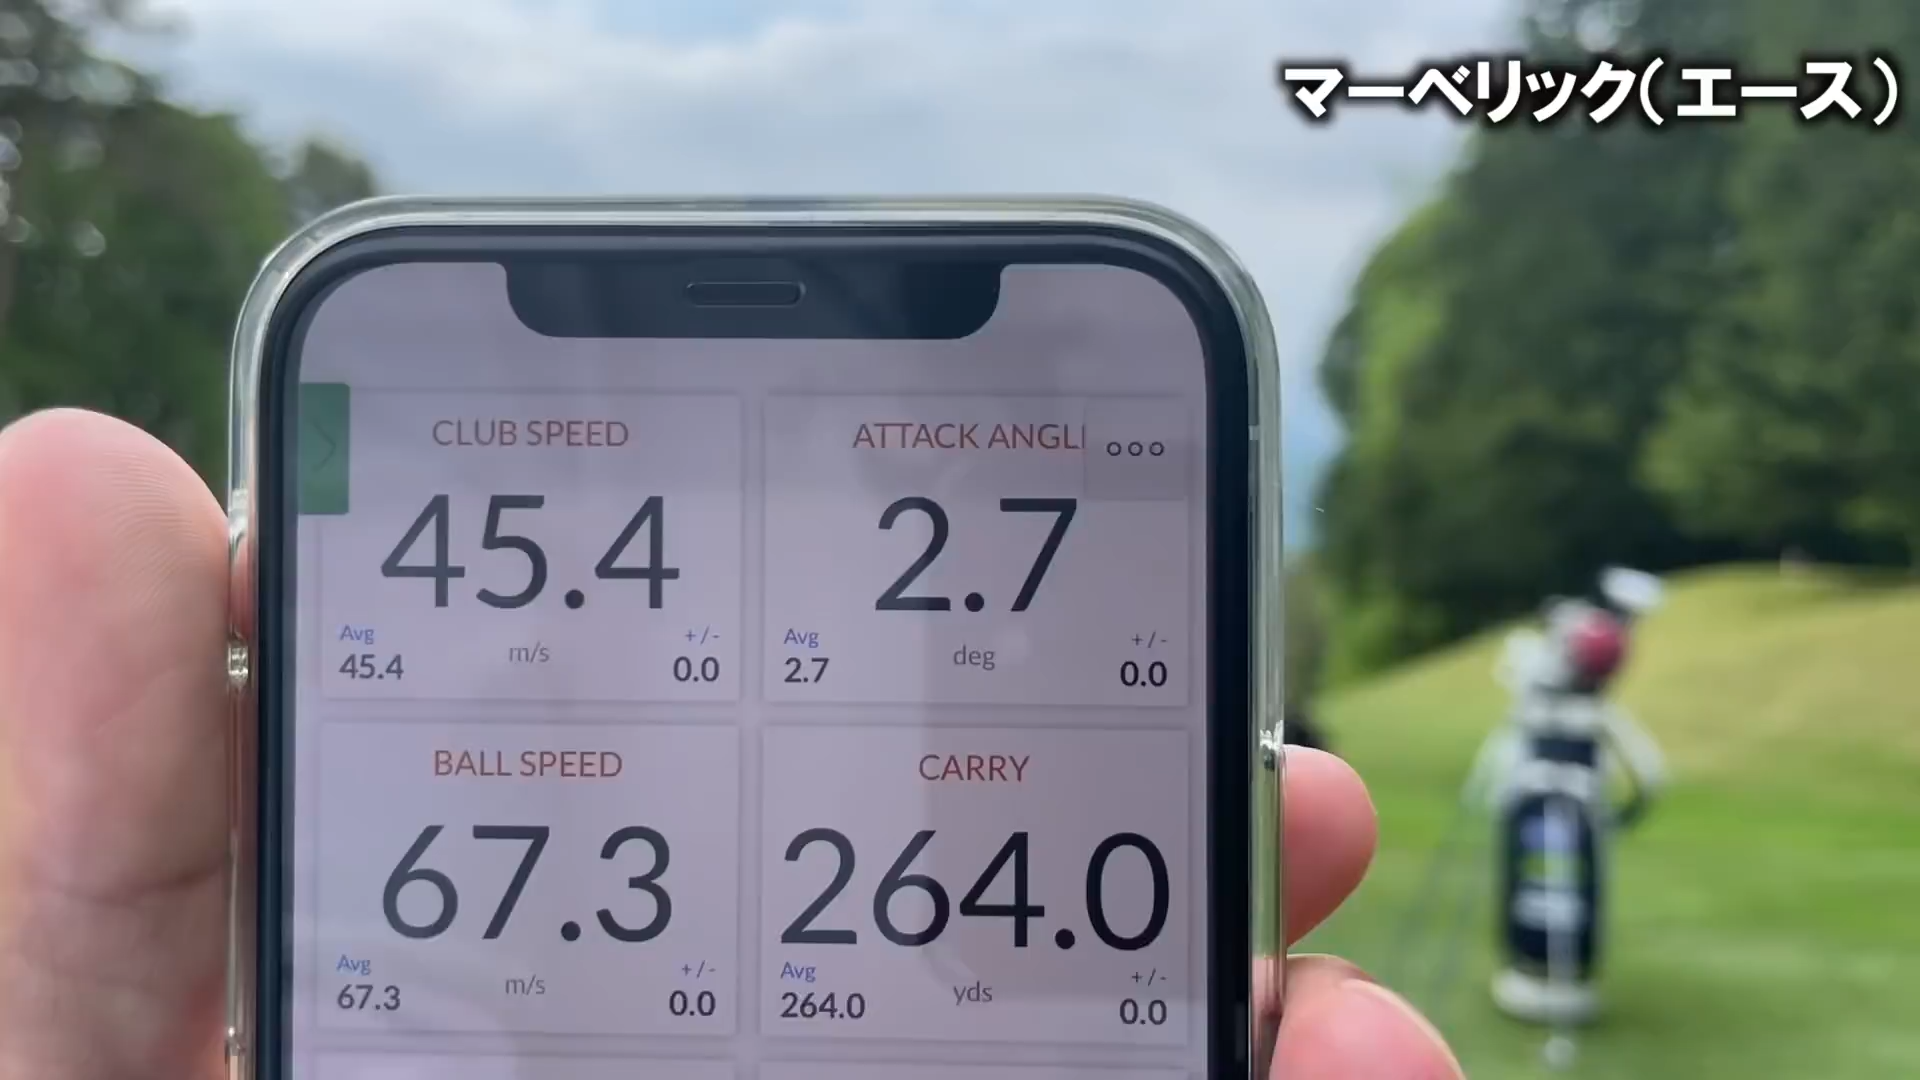 マーベリック(エース)
CLUB SPEED
45.4
Avg
45.4
m/s
+/-
0.0
ATTACK ANGL
2.7
Avg
2.7
deg
+/-
0.0
BALL SPEED
67.3
Avg
67.3
m/s
+/-
0.0
CARRY
264.0
Avg
264.0
yds
+/-
0.0